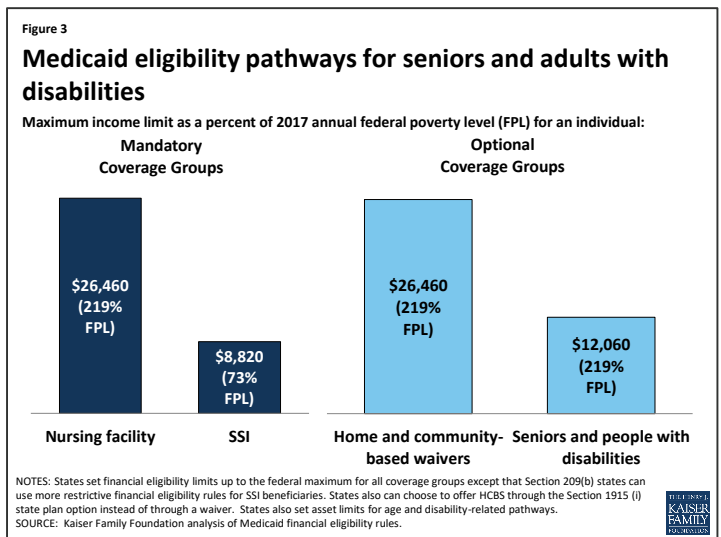 Figure 3
Medicaid eligibility pathways for seniors and adults with
disabilities
Maximum income limit as a percent of 2017 annual federal poverty level (FPL) for an individual:
Mandatory
Coverage Groups
Optional
Coverage Groups
$26,460
(219%
FPL)
$8,820
(73%
FPL)
$26,460
(219%
FPL)
$12,060
(219%
FPL)
Nursing facility
SSI
Home and community-
based waivers
Seniors and people with
disabilities
NOTES: States set financial eligibility limits up to the federal maximum for all coverage groups except that Section 209(b) states can
use more restrictive financial eligibility rules for SSI beneficiaries. States also can choose to offer HCBS through the Section 1915 (i)
state plan option instead of through a waiver. States also set asset limits for age and disability-related pathways.
SOURCE: Kaiser Family Foundation analysis of Medicaid financial eligibility rules.
THE HENRY J.
KAISER
FAMILY
FOUNDATION